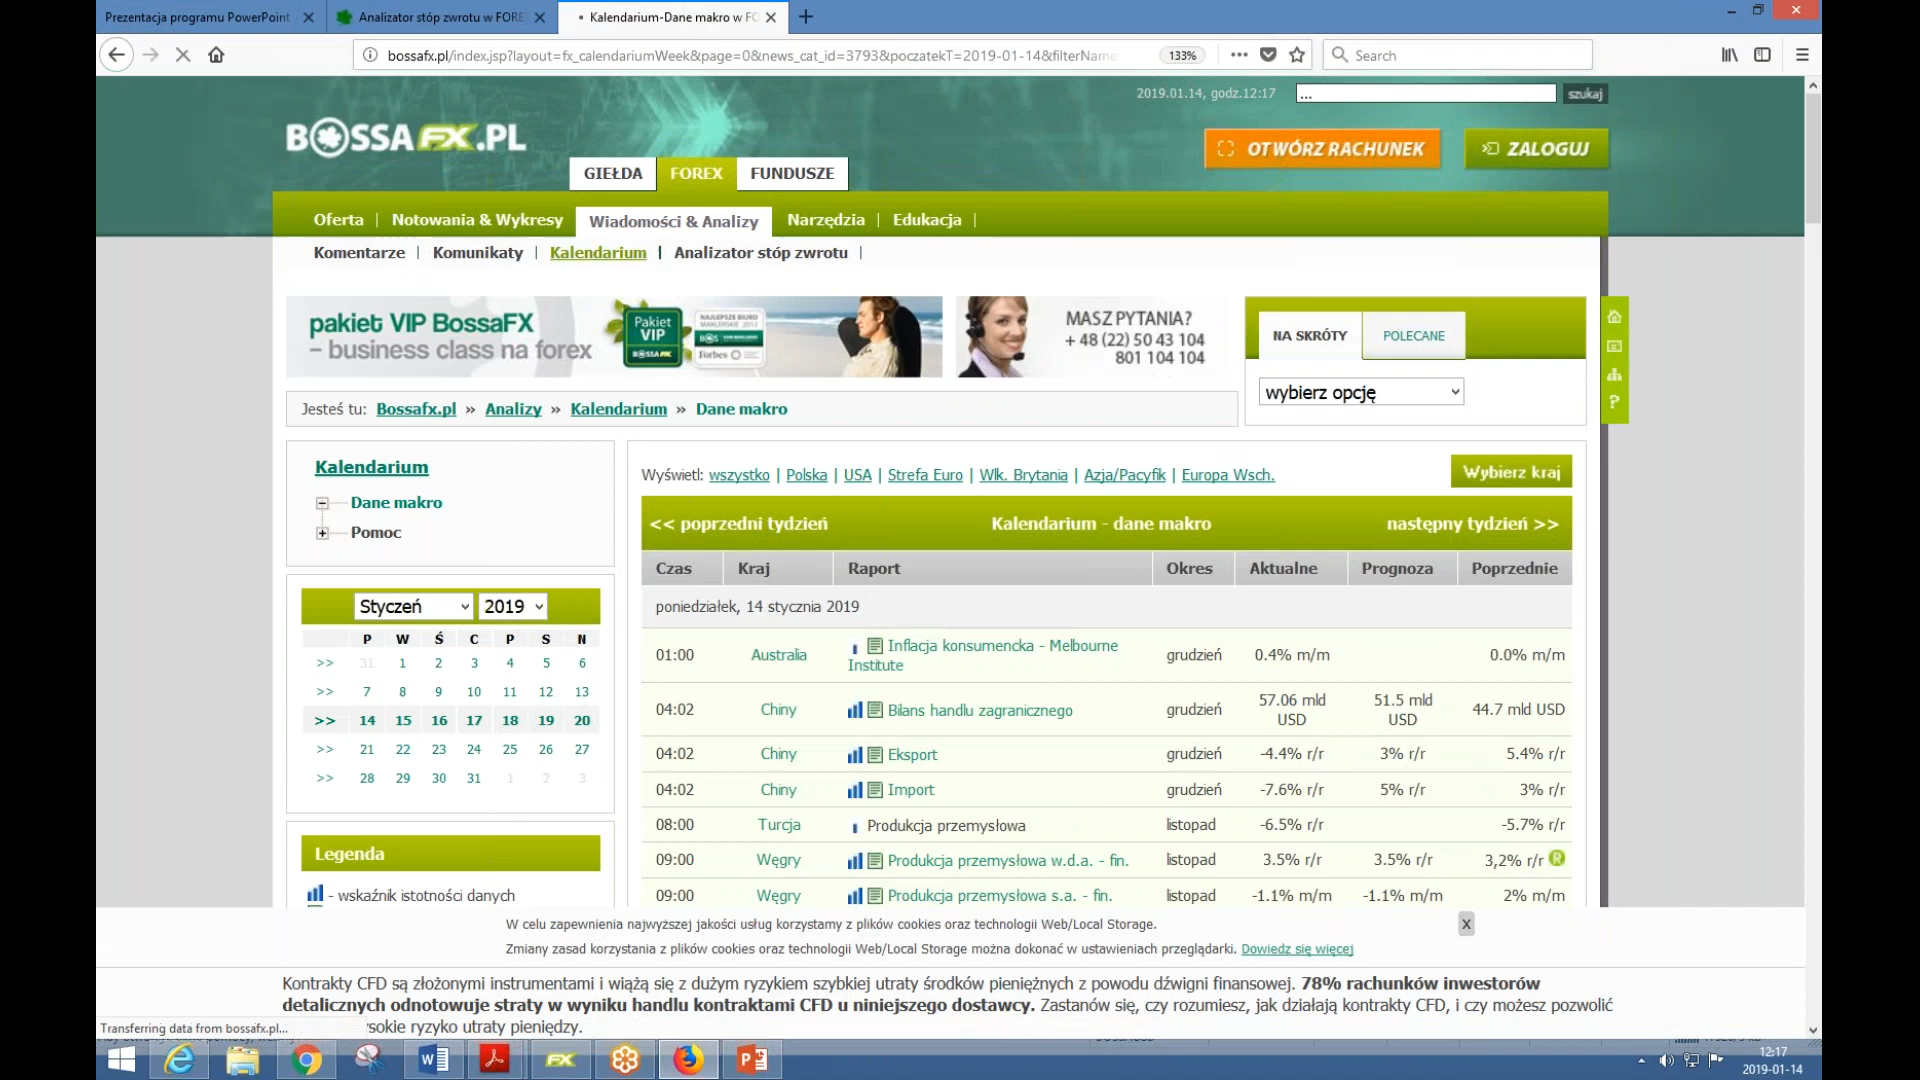 Prezentacja programu PowerPoint
Analizator stóp zwrotu w FORE
Kalendarium-Dane makro w FO
bossafx.pl/index.jsp?layout=fx_calendariumWeek&page=0&news_cat_id=3793&poczatekT=2019-01-14&filterName
133%
Search
2019.01.14, godz.12:17
...
szukaj
BOSSAFX.PL
OTWÓRZ RACHUNEK
ZALOGUJ
GIEŁDA
FOREX
FUNDUSZE
Oferta | Notowania & Wykresy
Wiadomości & Analizy
Narzędzia | Edukacja |
Komentarze | Komunikaty | Kalendarium | Analizator stóp zwrotu |
pakiet VIP BossaFX
– business class na forex
Pakiet
VIP
BOSSAFX
NAJLEPSZE BIURO
MAKLERSKIE 2012
Forbes
MASZ PYTANIA?
+ 48 (22) 50 43 104
801 104 104
NA SKRÓTY
POLECANE
wybierz opcję
Jesteś tu: Bossafx.pl » Analizy » Kalendarium » Dane makro
Kalendarium
Dane makro
Pomoc
Styczeń 2019
P W Ś C P S N
>> 31 1 2 3 4 5 6
>> 7 8 9 10 11 12 13
>> 14 15 16 17 18 19 20
>> 21 22 23 24 25 26 27
>> 28 29 30 31 1 2 3
Legenda
- wskaźnik istotności danych
Wyświetl: wszystko | Polska | USA | Strefa Euro | Wlk. Brytania | Azja/Pacyfik | Europa Wsch.
Wybierz kraj
<< poprzedni tydzień Kalendarium - dane makro następny tydzień >>
Czas Kraj Raport Okres Aktualne Prognoza Poprzednie
poniedziałek, 14 stycznia 2019
01:00 Australia Inflacja konsumencka - Melbourne Institute grudzień 0.4% m/m 0.0% m/m
04:02 Chiny Bilans handlu zagranicznego grudzień 57.06 mld USD 51.5 mld USD 44.7 mld USD
04:02 Chiny Eksport grudzień -4.4% r/r 3% r/r 5.4% r/r
04:02 Chiny Import grudzień -7.6% r/r 5% r/r 3% r/r
08:00 Turcja Produkcja przemysłowa listopad -6.5% r/r -5.7% r/r
09:00 Węgry Produkcja przemysłowa w.d.a. - fin. listopad 3.5% r/r 3.5% r/r 3,2% r/r R
09:00 Węgry Produkcja przemysłowa s.a. - fin. listopad -1.1% m/m -1.1% m/m 2% m/m
W celu zapewnienia najwyższej jakości usług korzystamy z plików cookies oraz technologii Web/Local Storage.
X
Zmiany zasad korzystania z plików cookies oraz technologii Web/Local Storage można dokonać w ustawieniach przeglądarki. Dowiedz się więcej
Kontrakty CFD są złożonymi instrumentami i wiążą się z dużym ryzykiem szybkiej utraty środków pieniężnych z powodu dźwigni finansowej. 78% rachunków inwestorów
detalicznych odnotowuje straty w wyniku handlu kontraktami CFD u niniejszego dostawcy. Zastanów się, czy rozumiesz, jak działają kontrakty CFD, i czy możesz pozwolić
sokie ryzyko utraty pieniędzy.
Transferring data from bossafx.pl...
FX
12:17
2019-01-14